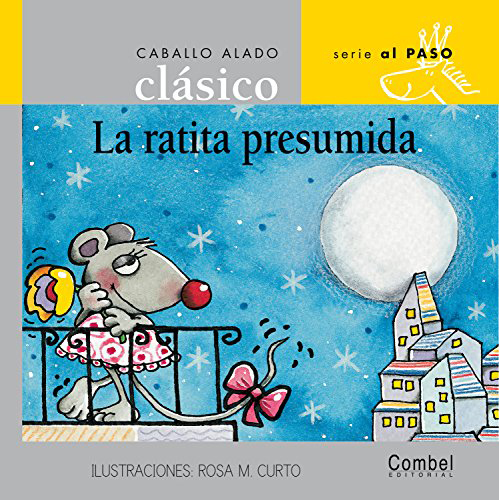 CABALLO ALADO
clásico
serie al PASO
La ratita presumida
ILUSTRACIONES: ROSA M. CURTO
Combel
EDITORIAL